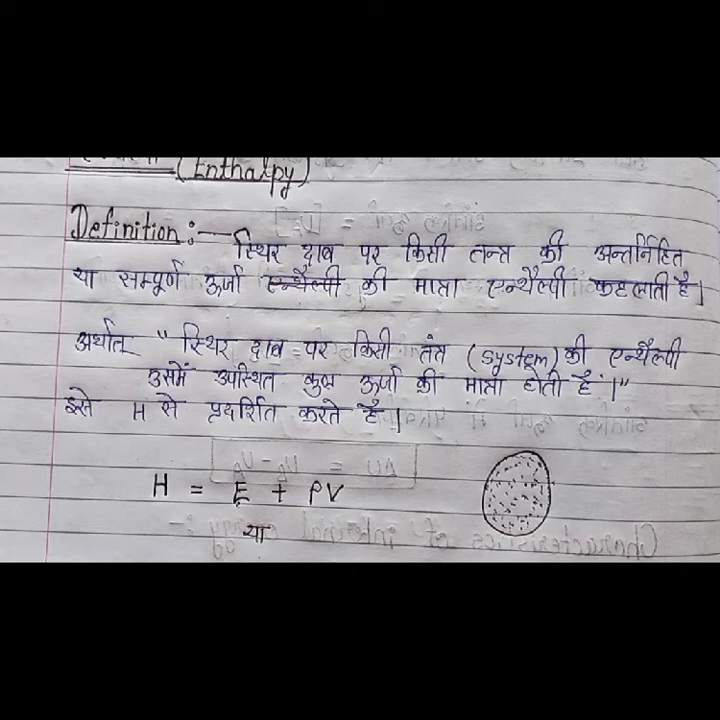 (Enthalpy)
Definition :-
स्थिर दाब पर किसी तन्त्र की अन्तर्निहित
या सम्पूर्ण ऊर्जा एन्थैल्पी की मात्रा एन्थैल्पी कहलाती है।
अर्थात् " स्थिर दाब पर किसी तंत्र (system) की एन्थैल्पी
उसमें उपस्थित कुल ऊर्जा की मात्रा होती है ।"
इसे H से प्रदर्शित करते है।
H = E + PV
या